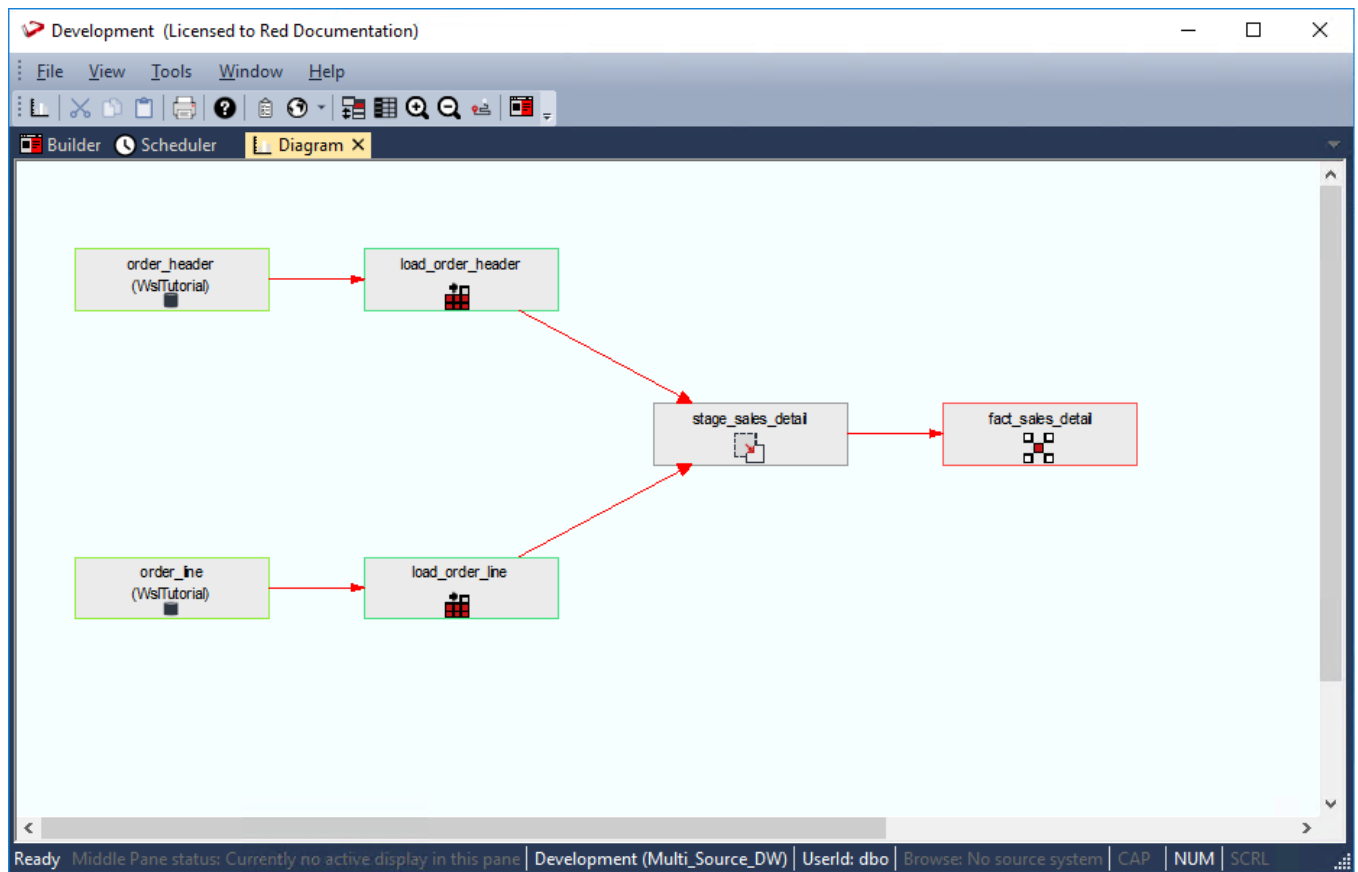 Development (Licensed to Red Documentation)
File View Tools Window Help
Builder Scheduler Diagram
order_header
(WslTutorial)
load_order_header
stage_sales_detail
fact_sales_detail
order_line
(WslTutorial)
load_order_line
Ready Middle Pane status: Currently no active display in this pane Development (Multi_Source_DW) UserId: dbo Browse: No source system CAP NUM SCRL